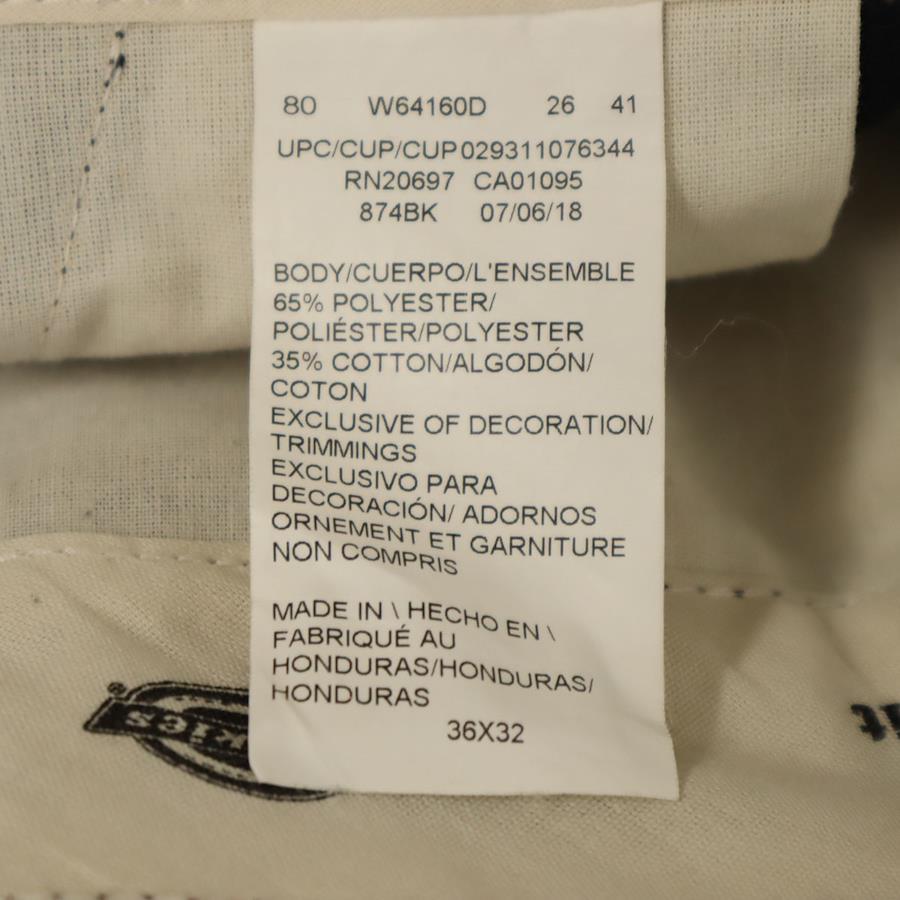 80 W64160D 26 41
UPC/CUP/CUP029311076344
RN20697 CA01095
874BK 07/06/18
BODY/CUERPO/L'ENSEMBLE
65% POLYESTER/
POLIÉSTER/POLYESTER
35% COTTON/ALGODÓN/
COTON
EXCLUSIVE OF DECORATION/
TRIMMINGS
EXCLUSIVO PARA
DECORACIÓN/ ADORNOS
ORNEMENT ET GARNITURE
NON COMPRIS
MADE IN \ HECHO EN \
FABRIQUÉ AU
HONDURAS/HONDURAS/
HONDURAS
36X32